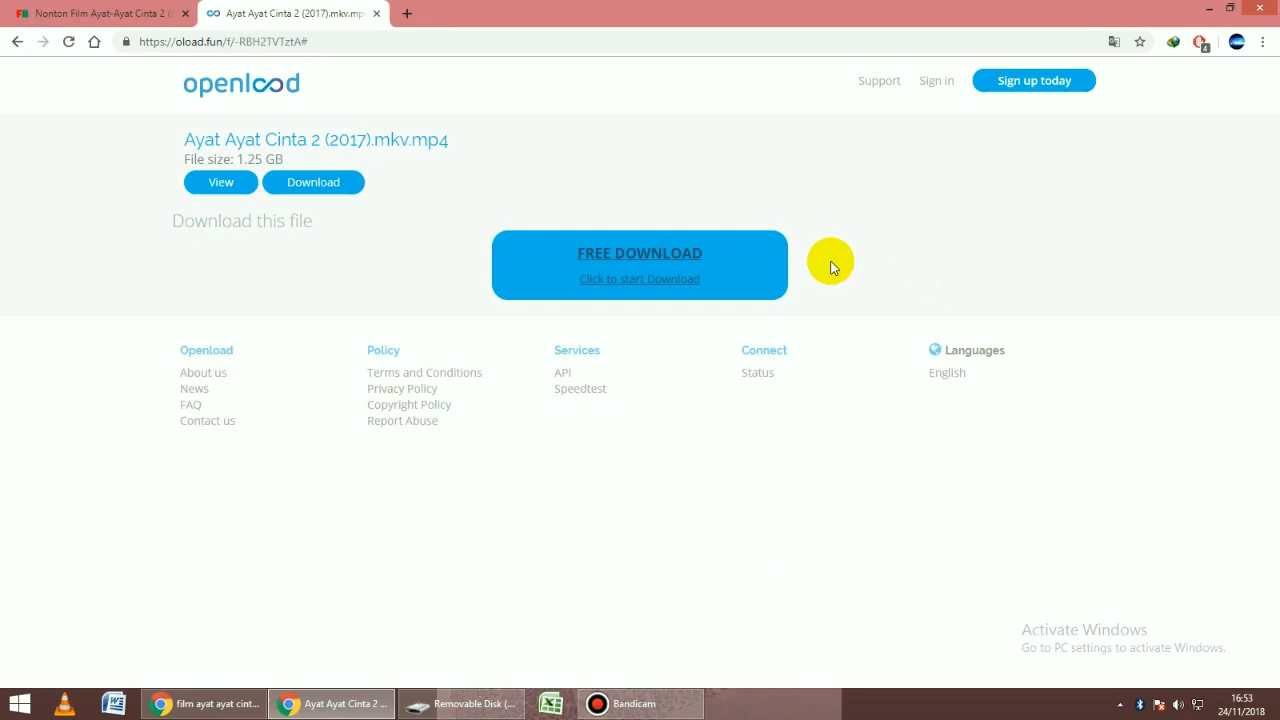 Nonton Film Ayat-Ayat Cinta 2 (
Ayat Ayat Cinta 2 (2017).mkv.mp
https://oload.fun/f/-RBH2TVTztA#
4
openlood
Support
Sign in
Sign up today
Ayat Ayat Cinta 2 (2017).mkv.mp4
File size: 1.25 GB
View
Download
Download this file
FREE DOWNLOAD
Click to start Download
Openload
About us
News
FAQ
Contact us
Policy
Terms and Conditions
Privacy Policy
Copyright Policy
Report Abuse
Services
API
Speedtest
Connect
Status
Languages
English
Activate Windows
Go to PC settings to activate Windows.
film ayat ayat cint...
Ayat Ayat Cinta 2 ...
Removable Disk (...
Bandicam
16:53
24/11/2018